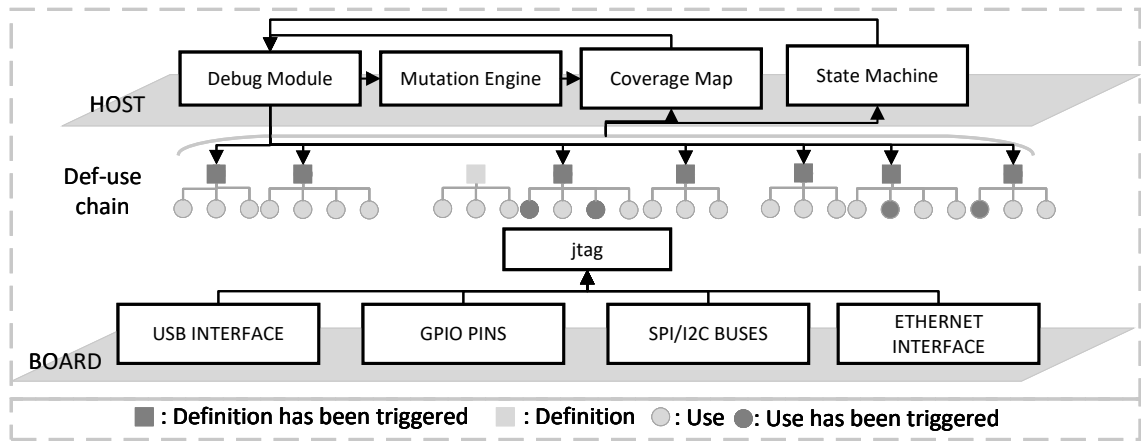 Debug Module
Mutation Engine
Coverage Map
State Machine
HOST
Def-use
chain
jtag
USB INTERFACE
GPIO PINS
SPI/I2C BUSES
ETHERNET
INTERFACE
BOARD
: Definition has been triggered : Definition : Use : Use has been triggered